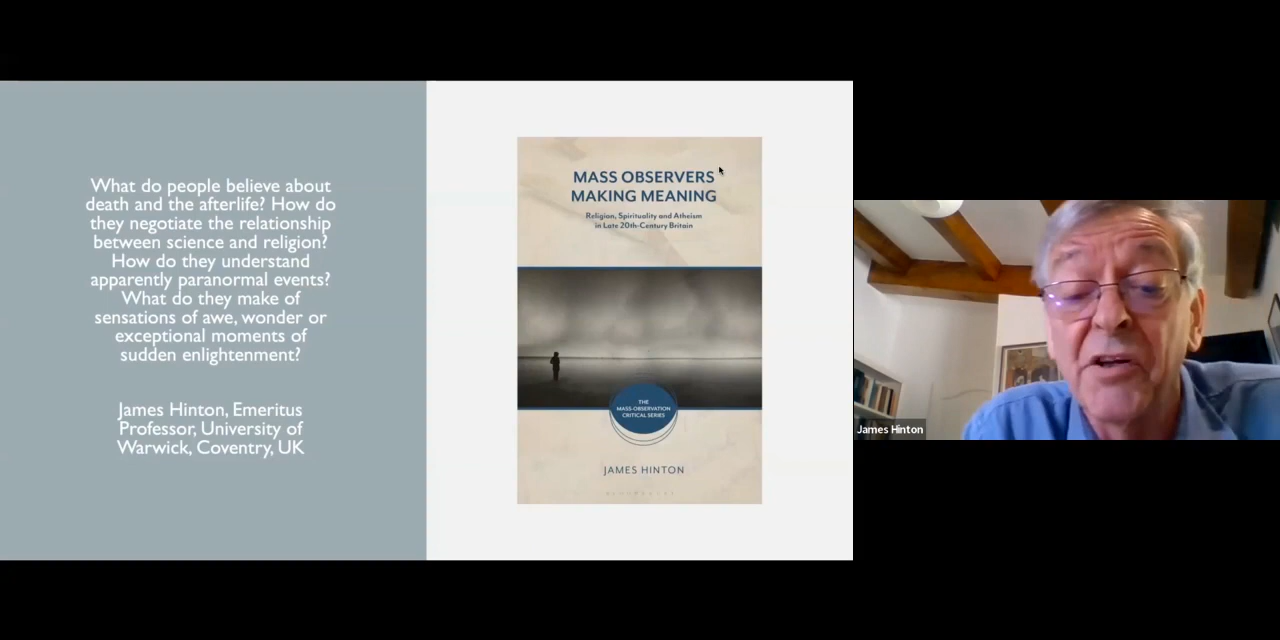 What do people believe about
death and the afterlife? How do
they negotiate the relationship
between science and religion?
How do they understand
apparently paranormal events?
What do they make of
sensations of awe, wonder or
exceptional moments of
sudden enlightenment?
James Hinton, Emeritus
Professor, University of
Warwick, Coventry, UK
MASS OBSERVERS
MAKING MEANING
Religion, Spirituality and Atheism
in Late 20th-Century Britain
THE
MASS-OBSERVATION
CRITICAL SERIES
JAMES HINTON
James Hinton